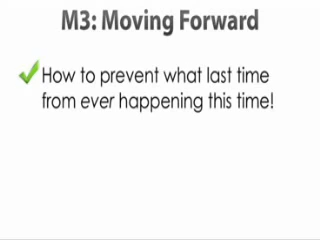 M3: Moving Forward
How to prevent what last time
from ever happening this time!